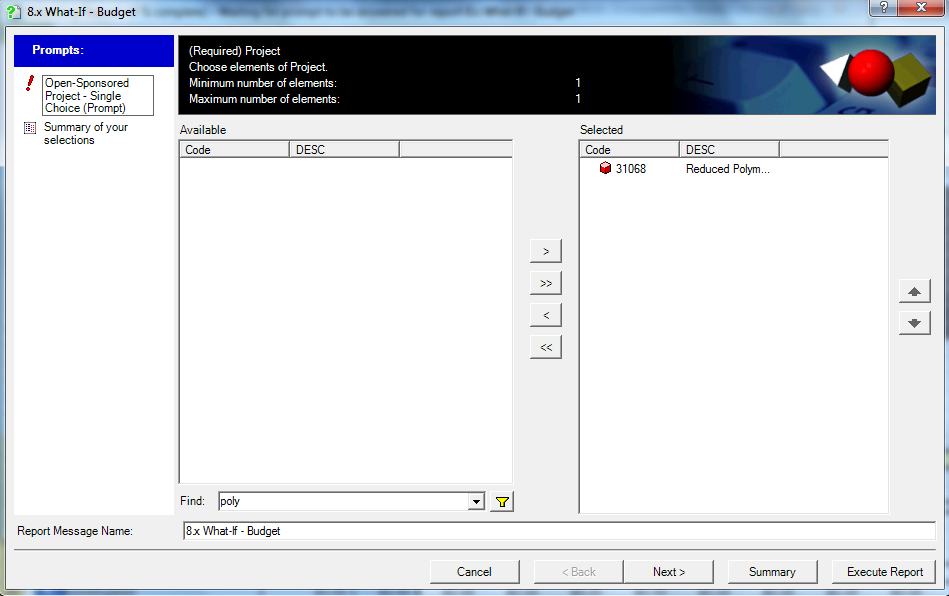 8.x What-If - Budget
Prompts:
Open-Sponsored
Project - Single
Choice (Prompt)
Summary of your
selections
(Required) Project
Choose elements of Project.
Minimum number of elements: 1
Maximum number of elements: 1
Available
Code DESC
Selected
Code DESC
31068 Reduced Polym...
>
>>
<
<<
Find: poly
Report Message Name: 8.x What-If - Budget
Cancel < Back Next > Summary Execute Report